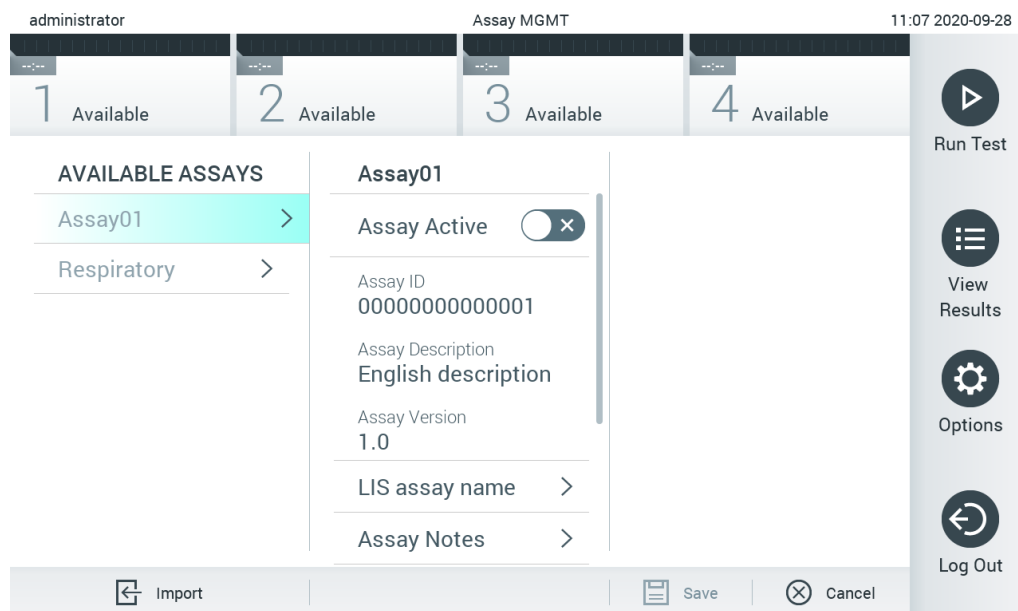 administrator
Assay MGMT
11:07 2020-09-28
--:--
1 Available
--:--
2 Available
--:--
3 Available
--:--
4 Available
AVAILABLE ASSAYS
Assay01
Respiratory
Assay01
Assay Active
Assay ID
00000000000001
Assay Description
English description
Assay Version
1.0
LIS assay name
Assay Notes
Import
Save
Cancel
Run Test
View
Results
Options
Log Out